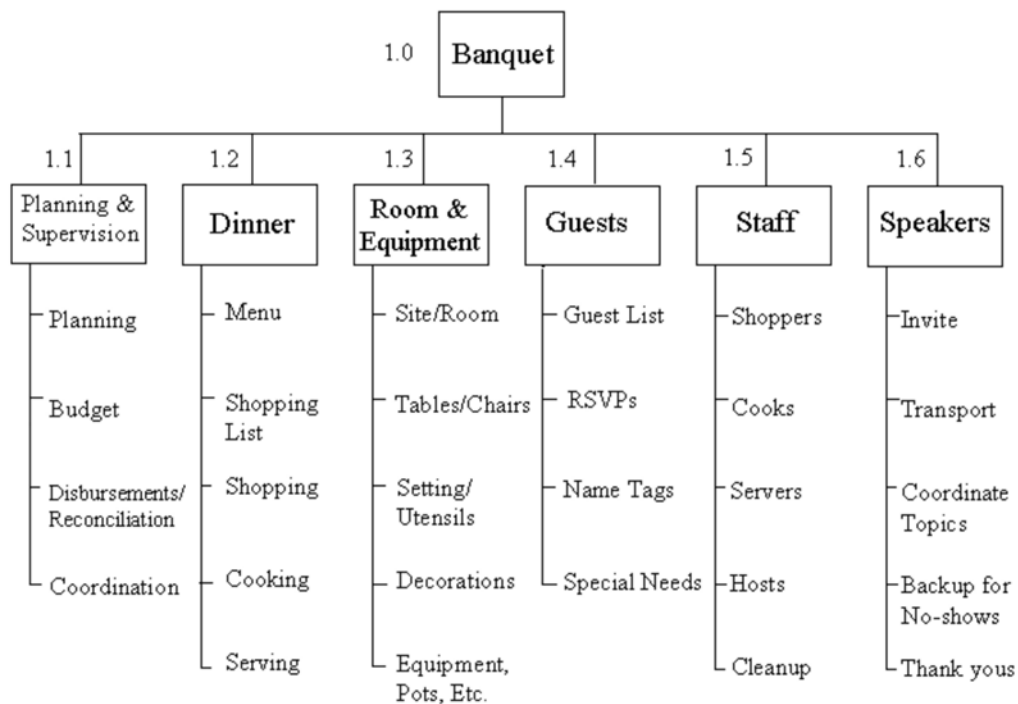 1.0
Banquet
1.1
1.2
1.3
1.4
1.5
1.6
Planning &
Supervision
Dinner
Room &
Equipment
Guests
Staff
Speakers
Planning
Budget
Disbursements/
Reconciliation
Coordination
Menu
Shopping
List
Shopping
Cooking
Serving
Site/Room
Tables/Chairs
Setting/
Utensils
Decorations
Equipment,
Pots, Etc.
Guest List
RSVPs
Name Tags
Special Needs
Shoppers
Cooks
Servers
Hosts
Cleanup
Invite
Transport
Coordinate
Topics
Backup for
No-shows
Thank yous